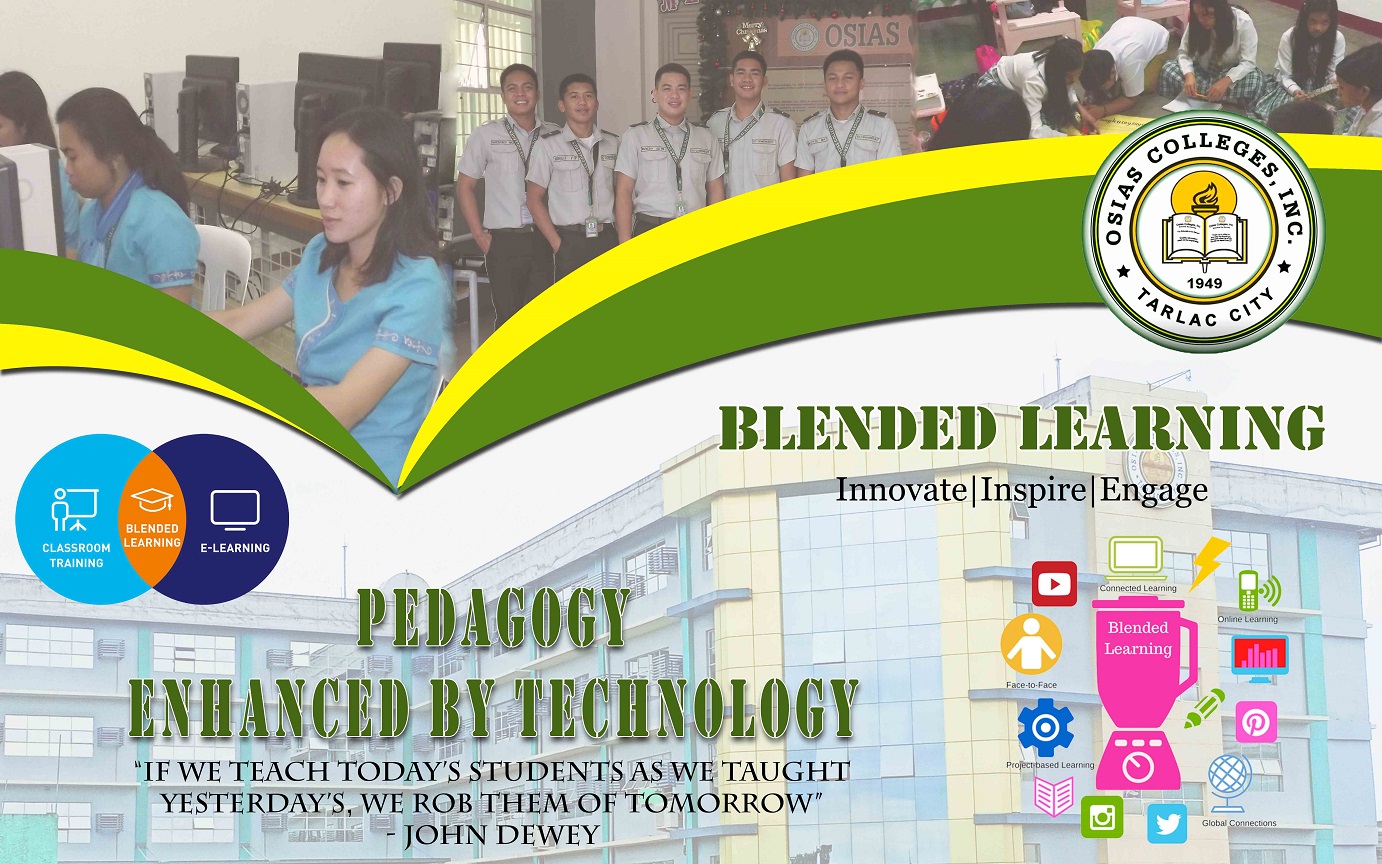 Merry
Christmas
OSIAS
OSIAS COLLEGES, INC.
1949
TARLAC CITY
BLENDED LEARNING
Innovate|Inspire|Engage
CLASSROOM
TRAINING
BLENDED
LEARNING
E-LEARNING
PEDAGOGY
ENHANCED BY TECHNOLOGY
“IF WE TEACH TODAY’S STUDENTS AS WE TAUGHT
YESTERDAY’S, WE ROB THEM OF TOMORROW”
- JOHN DEWEY
Connected Learning
Online Learning
Blended
Learning
Face-to-Face
Project-based Learning
Global Connections